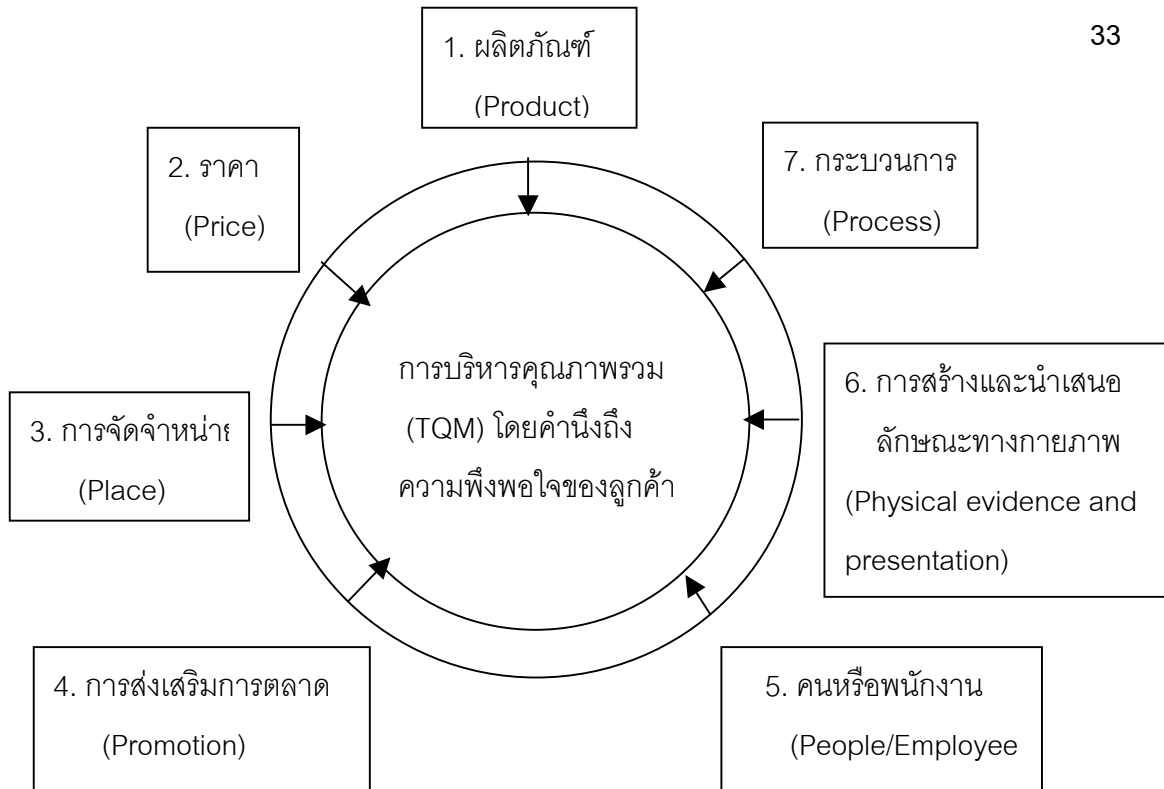 33
1. ผลิตภัณฑ์
(Product)
2. ราคา
(Price)
3. การจัดจำหน่าย
(Place)
4. การส่งเสริมการตลาด
(Promotion)
5. คนหรือพนักงาน
(People/Employee
6. การสร้างและนำเสนอ
ลักษณะทางกายภาพ
(Physical evidence and
presentation)
7. กระบวนการ
(Process)
การบริหารคุณภาพรวม
(TQM) โดยคำนึงถึง
ความพึงพอใจของลูกค้า